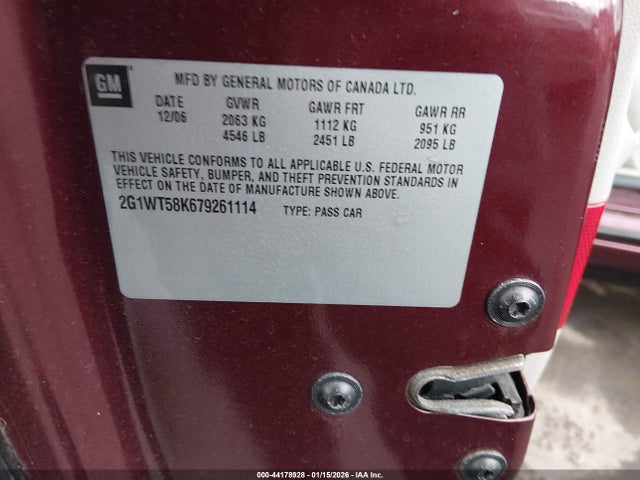 GM
MFD BY GENERAL MOTORS OF CANADA LTD.
DATE GVWR GAWR FRT GAWR RR
12/06 2063 KG 1112 KG 951 KG
4546 LB 2451 LB 2095 LB
THIS VEHICLE CONFORMS TO ALL APPLICABLE U.S. FEDERAL MOTOR
VEHICLE SAFETY, BUMPER, AND THEFT PREVENTION STANDARDS IN
EFFECT ON THE DATE OF MANUFACTURE SHOWN ABOVE.
2G1WT58K679261114 TYPE: PASS CAR
000-44178928 - 01/15/2026 - IAA Inc.